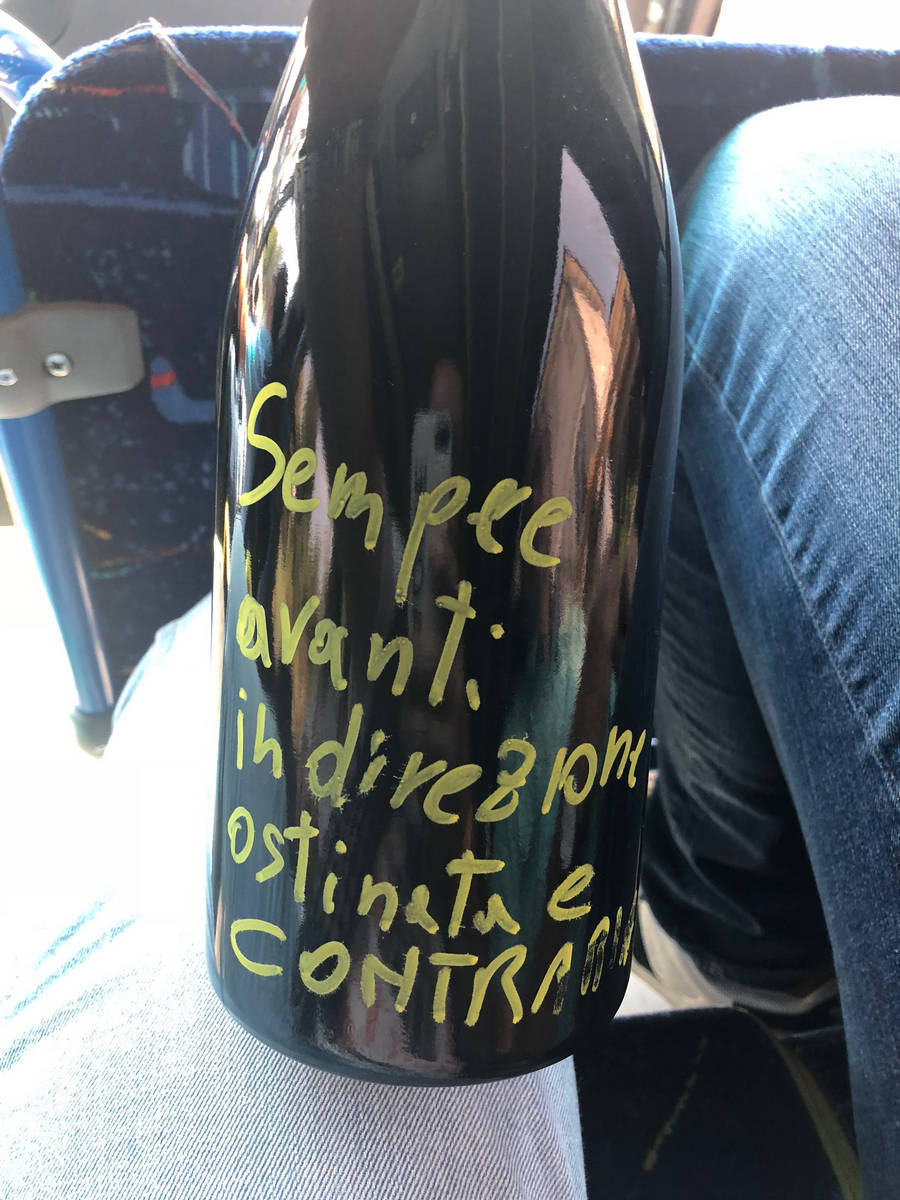 Sempre
avanti
in direzione
ostinata e
CONTRARIA